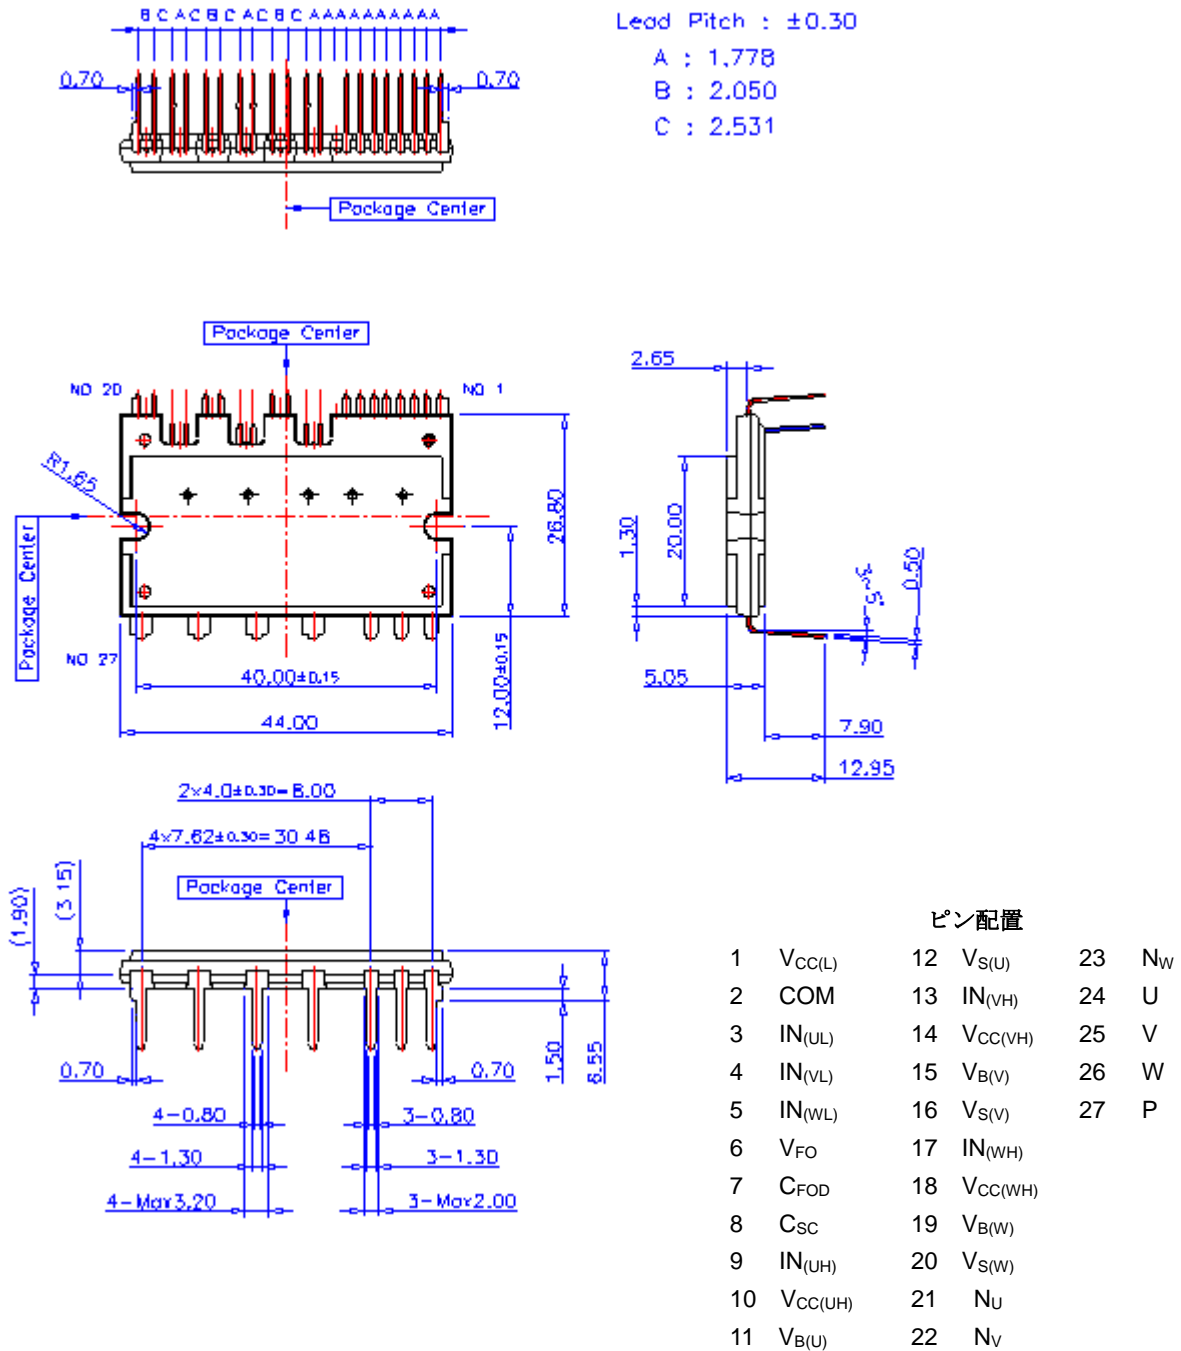 B C A C B C A C B C A A A A A A A A A A
Lead Pitch : ±0.30
A : 1.778
B : 2.050
C : 2.531
0.70
0.70
Package Center
Package Center
NO 20
NO 1
R1.65
Package Center
26.80
12.00±0.15
NO 27
40.00±0.15
44.00
2.65
1.30
20.00
0.50
5.05
7.90
12.95
2×4.0±0.30=8.00
4×7.62±0.30=30.48
Package Center
(1.90)
(3.15)
0.70
0.70
1.50
6.55
4-0.80
3-0.80
4-1.30
3-1.30
4-Max3.20
3-Max2.00
ピン配置
1 VCC(L) 12 VS(U) 23 NW
2 COM 13 IN(VH) 24 U
3 IN(UL) 14 VCC(VH) 25 V
4 IN(VL) 15 VB(V) 26 W
5 IN(WL) 16 VS(V) 27 P
6 VFO 17 IN(WH)
7 CFOD 18 VCC(WH)
8 CSC 19 VB(W)
9 IN(UH) 20 VS(W)
10 VCC(UH) 21 NU
11 VB(U) 22 NV